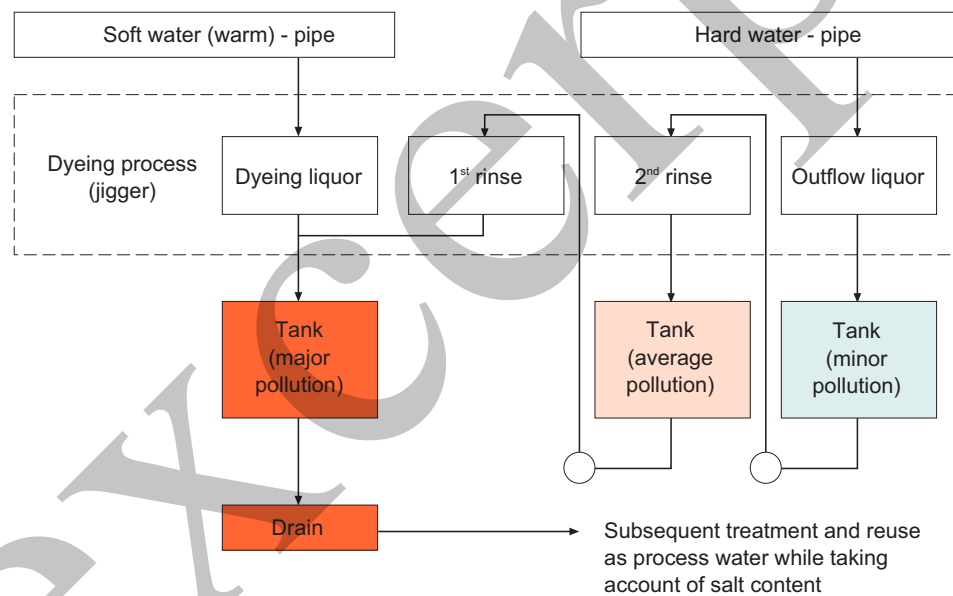 Soft water (warm) - pipe
Hard water - pipe
Dyeing process
(jigger)
Dyeing liquor
1st rinse
2nd rinse
Outflow liquor
Tank
(major
pollution)
Tank
(average
pollution)
Tank
(minor
pollution)
Drain
Subsequent treatment and reuse
as process water while taking
account of salt content
excerp